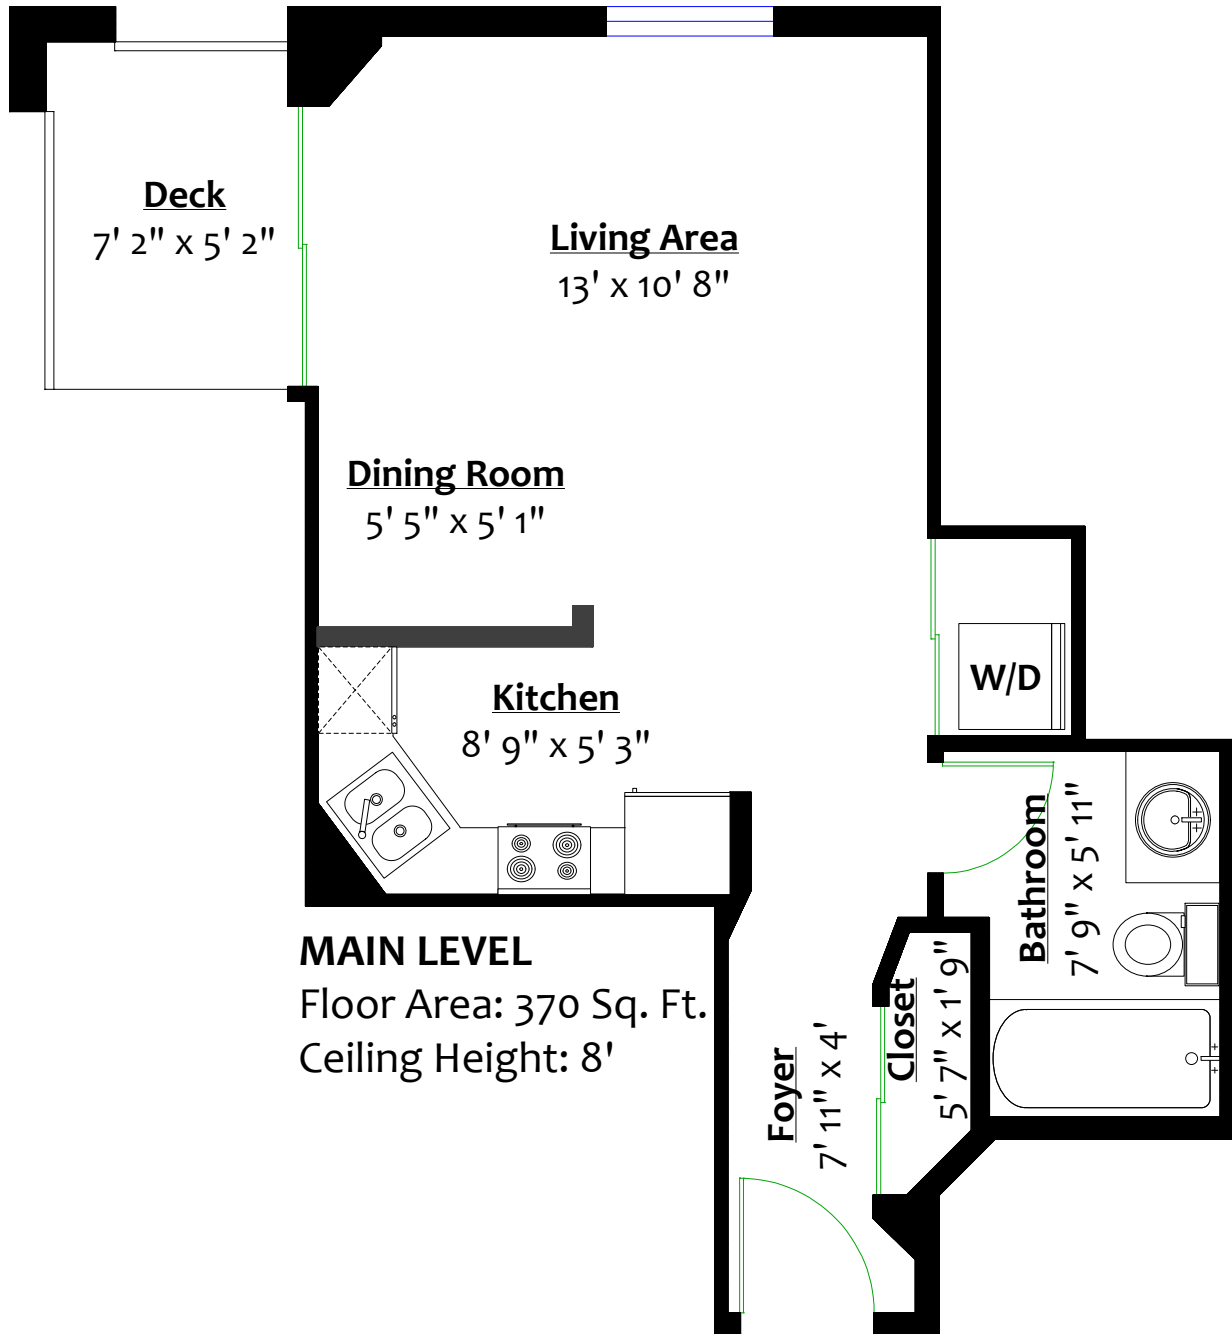 Deck
7' 2" x 5' 2"
Living Area
13' x 10' 8"
Dining Room
5' 5" x 5' 1"
W/D
Kitchen
8' 9" x 5' 3"
Bathroom
7' 9" x 5' 11"
MAIN LEVEL
Floor Area: 370 Sq. Ft.
Ceiling Height: 8'
Closet
5' 7" x 1' 9"
Foyer
7' 11" x 4'